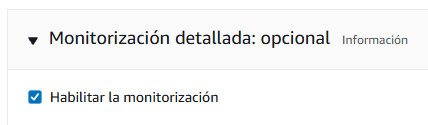 Monitorización detallada: opcional Información
Habilitar la monitorización